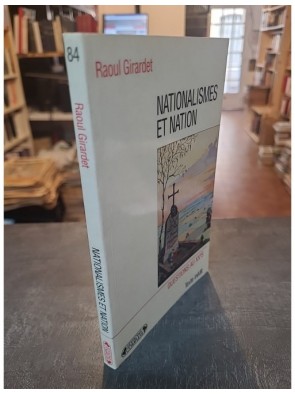 84
Raoul Girardet
NATIONALISMES ET NATION
Raoul Girardet
NATIONALISMES
ET NATION